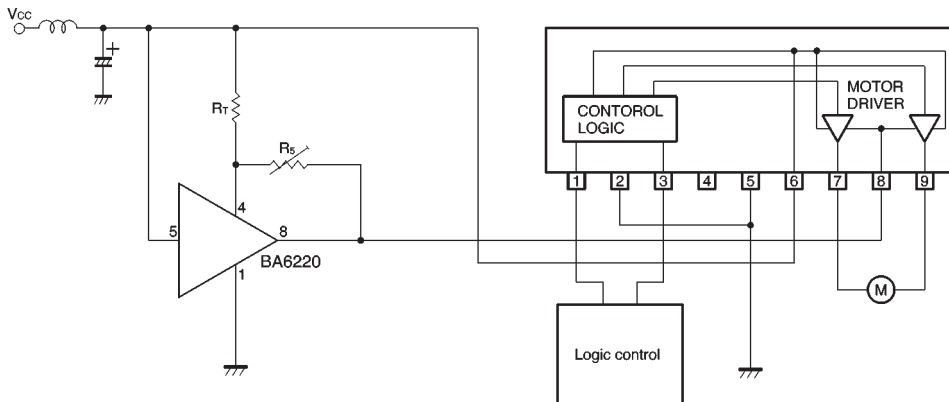 Vcc
+
RT
R5
4
5
8
BA6220
1
CONTOROL
LOGIC
MOTOR
DRIVER
1
2
3
4
5
6
7
8
9
M
Logic control